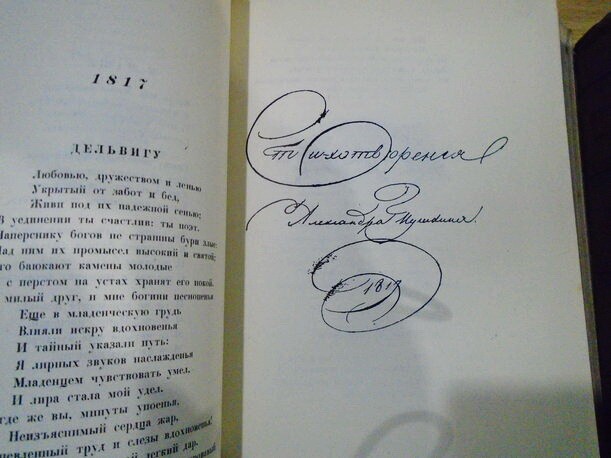 1817
ДЕЛЬВИГУ
Любовью, дружеством и ленью
Укрытый от забот и бед,
Живи под их надежной сенью;
В уединении ты счастлив: ты поэт.
Наперснику богов не страшны бури злые:
Над ним их промысел высокий и святой;
Его баюкают камены молодые
с перстом на устах хранят его покой.
милый друг, и мне богини песнопенья
Еще в младенческую грудь
Влияли искру вдохновенья
И тайный указали путь:
Я лирных звуков наслажденья
Младенцем чувствовать умел.
И лира стала мой удел.
где же вы, минуты упоенья,
Неизъяснимый сердца жар,
труд и слезы вдохновенья!
легкий дар.
Стихотворения
Александра Пушкина.
1817